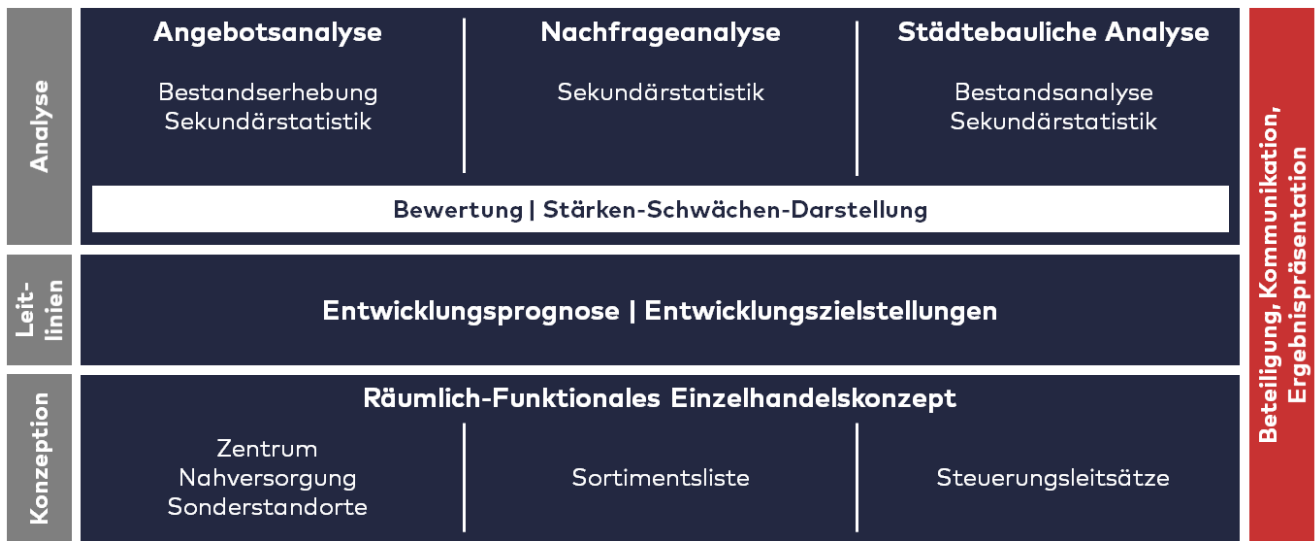 Analyse
Angebotsanalyse
Bestandserhebung
Sekundärstatistik
Nachfrageanalyse
Sekundärstatistik
Städtebauliche Analyse
Bestandsanalyse
Sekundärstatistik
Bewertung | Stärken-Schwächen-Darstellung
Leit-
linien
Entwicklungsprognose | Entwicklungszielstellungen
Konzeption
Räumlich-Funktionales Einzelhandelskonzept
Zentrum
Nahversorgung
Sonderstandorte
Sortimentsliste
Steuerungsleitsätze
Beteiligung, Kommunikation,
Ergebnispräsentation